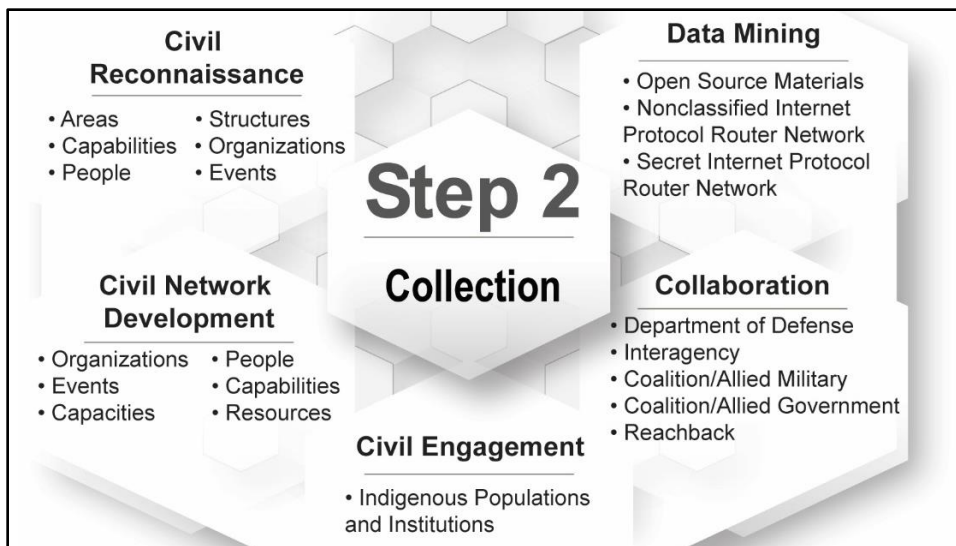 Civil
Reconnaissance
• Areas
• Capabilities
• People
• Structures
• Organizations
• Events
Data Mining
• Open Source Materials
• Nonclassified Internet
Protocol Router Network
• Secret Internet Protocol
Router Network
Step 2
Collection
Civil Network
Development
• Organizations
• Events
• Capacities
• People
• Capabilities
• Resources
Collaboration
• Department of Defense
• Interagency
• Coalition/Allied Military
• Coalition/Allied Government
• Reachback
Civil Engagement
• Indigenous Populations
and Institutions